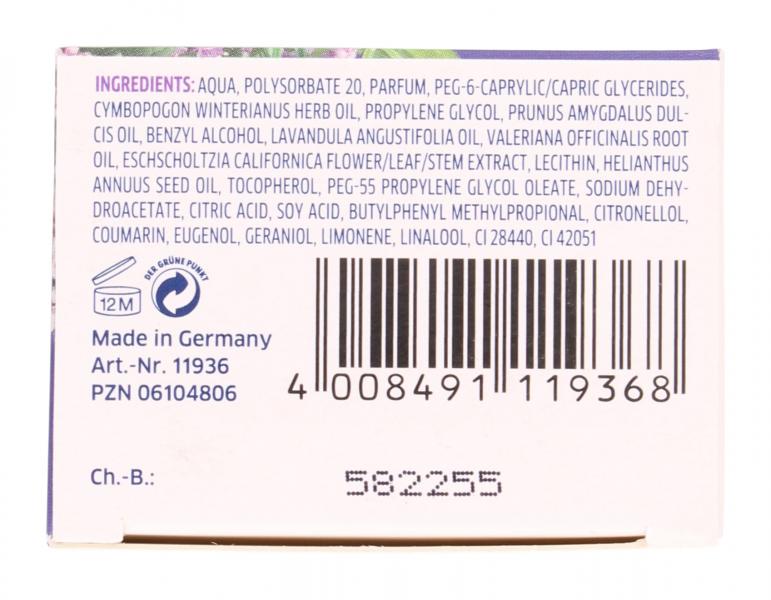 INGREDIENTS: AQUA, POLYSORBATE 20, PARFUM, PEG-6-CAPRYLIC/CAPRIC GLYCERIDES,
CYMBOPOGON WINTERIANUS HERB OIL, PROPYLENE GLYCOL, PRUNUS AMYGDALUS DUL-
CIS OIL, BENZYL ALCOHOL, LAVANDULA ANGUSTIFOLIA OIL, VALERIANA OFFICINALIS ROOT
OIL, ESCHSCHOLTZIA CALIFORNICA FLOWER/LEAF/STEM EXTRACT, LECITHIN, HELIANTHUS
ANNUUS SEED OIL, TOCOPHEROL, PEG-55 PROPYLENE GLYCOL OLEATE, SODIUM DEHY-
DROACETATE, CITRIC ACID, SOY ACID, BUTYLPHENYL METHYLPROPIONAL, CITRONELLOL,
COUMARIN, EUGENOL, GERANIOL, LIMONENE, LINALOOL, CI 28440, CI 42051
DER GRÜNE PUNKT
12 M
Made in Germany
Art.-Nr. 11936
PZN 06104806
4 008491 119368
Ch.-B.:
582255